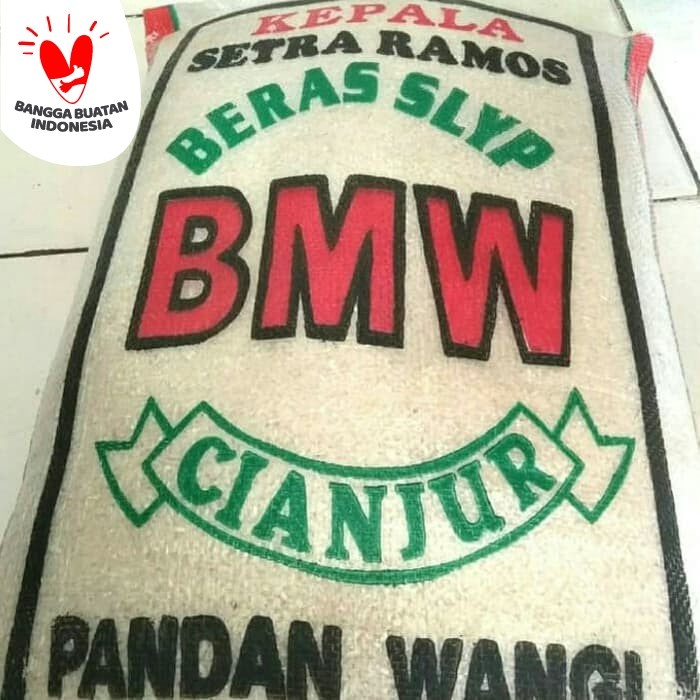 BANGGA BUATAN
INDONESIA
KEPALA
SETRA RAMOS
BERAS SLYP
BMW
CIANJUR
PANDAN WANGI